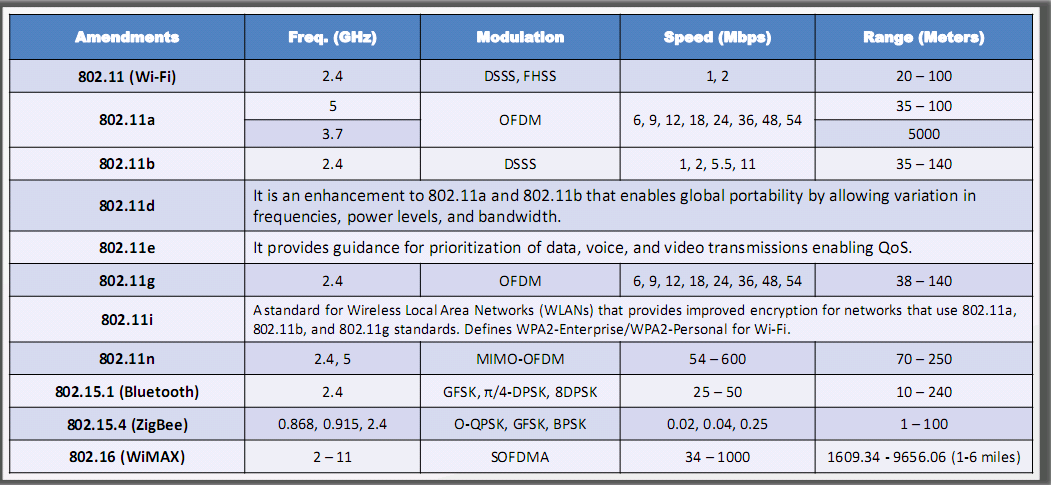 Amendments Freq. (GHz) Modulation Speed (Mbps) Range (Meters)
802.11 (Wi-Fi) 2.4 DSSS, FHSS 1, 2 20 – 100
802.11a 5 OFDM 6, 9, 12, 18, 24, 36, 48, 54 35 – 100
3.7 5000
802.11b 2.4 DSSS 1, 2, 5.5, 11 35 – 140
802.11d It is an enhancement to 802.11a and 802.11b that enables global portability by allowing variation in
frequencies, power levels, and bandwidth.
802.11e It provides guidance for prioritization of data, voice, and video transmissions enabling QoS.
802.11g 2.4 OFDM 6, 9, 12, 18, 24, 36, 48, 54 38 – 140
802.11i A standard for Wireless Local Area Networks (WLANs) that provides improved encryption for networks that use 802.11a,
802.11b, and 802.11g standards. Defines WPA2-Enterprise/WPA2-Personal for Wi-Fi.
802.11n 2.4, 5 MIMO-OFDM 54 – 600 70 – 250
802.15.1 (Bluetooth) 2.4 GFSK, π/4-DPSK, 8DPSK 25 – 50 10 – 240
802.15.4 (ZigBee) 0.868, 0.915, 2.4 O-QPSK, GFSK, BPSK 0.02, 0.04, 0.25 1 – 100
802.16 (WiMAX) 2 – 11 SOFDMA 34 – 1000 1609.34 - 9656.06 (1-6 miles)